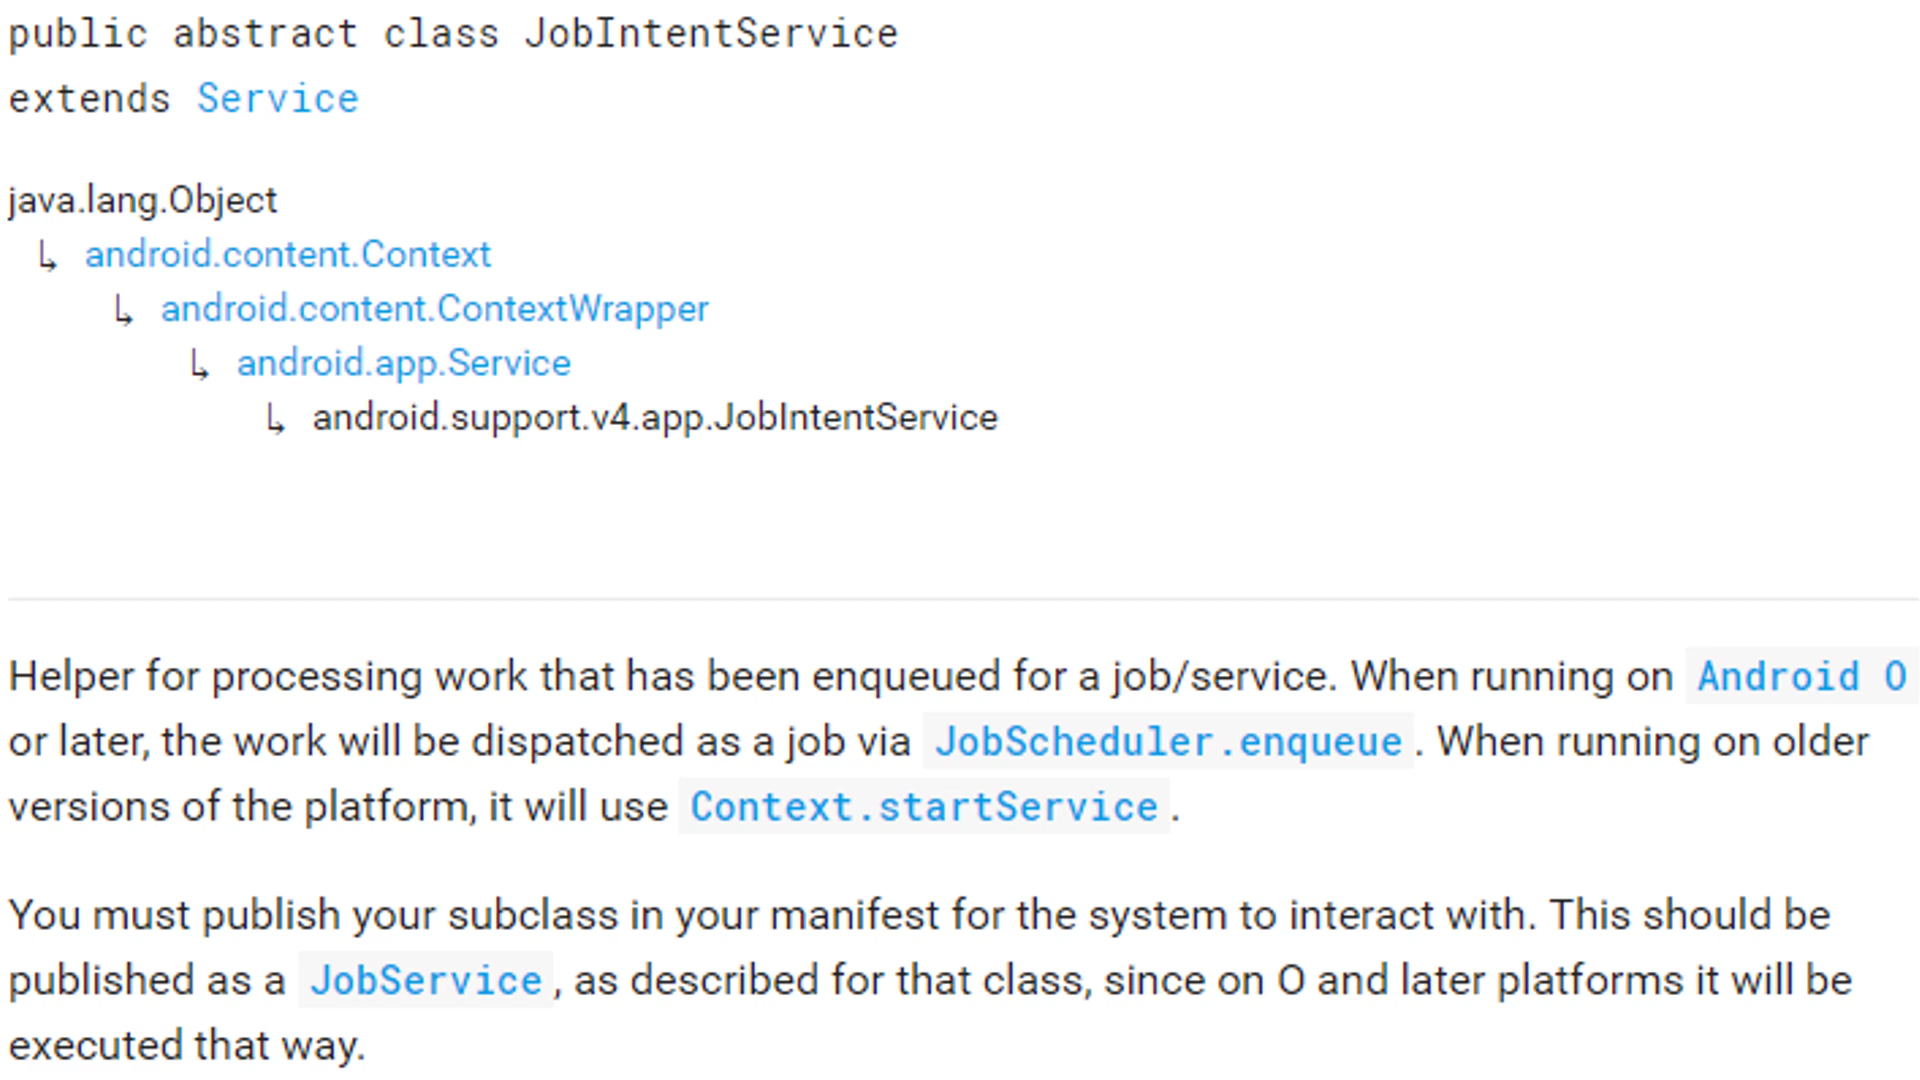 public abstract class JobIntentService
extends Service
java.lang.Object
↳ android.content.Context
↳ android.content.ContextWrapper
↳ android.app.Service
↳ android.support.v4.app.JobIntentService
Helper for processing work that has been enqueued for a job/service. When running on Android O
or later, the work will be dispatched as a job via JobScheduler.enqueue. When running on older
versions of the platform, it will use Context.startService.
You must publish your subclass in your manifest for the system to interact with. This should be
published as a JobService, as described for that class, since on O and later platforms it will be
executed that way.